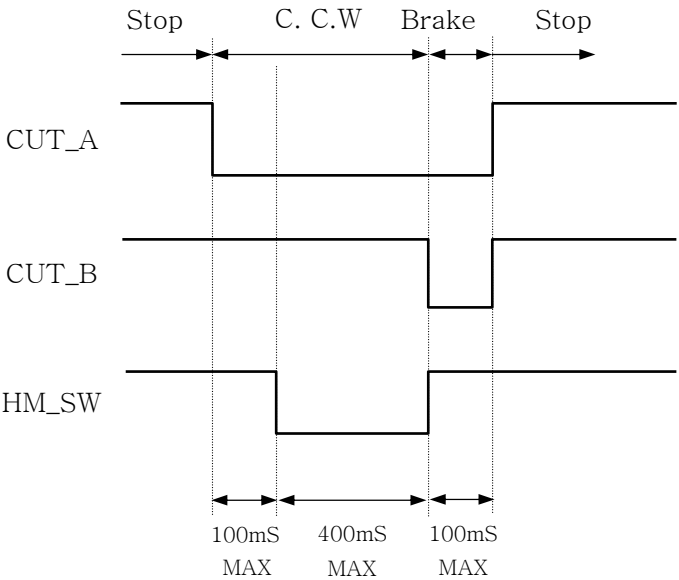 Stop C. C.W Brake Stop
CUT_A
CUT_B
HM_SW
100mS 400mS 100mS
MAX MAX MAX